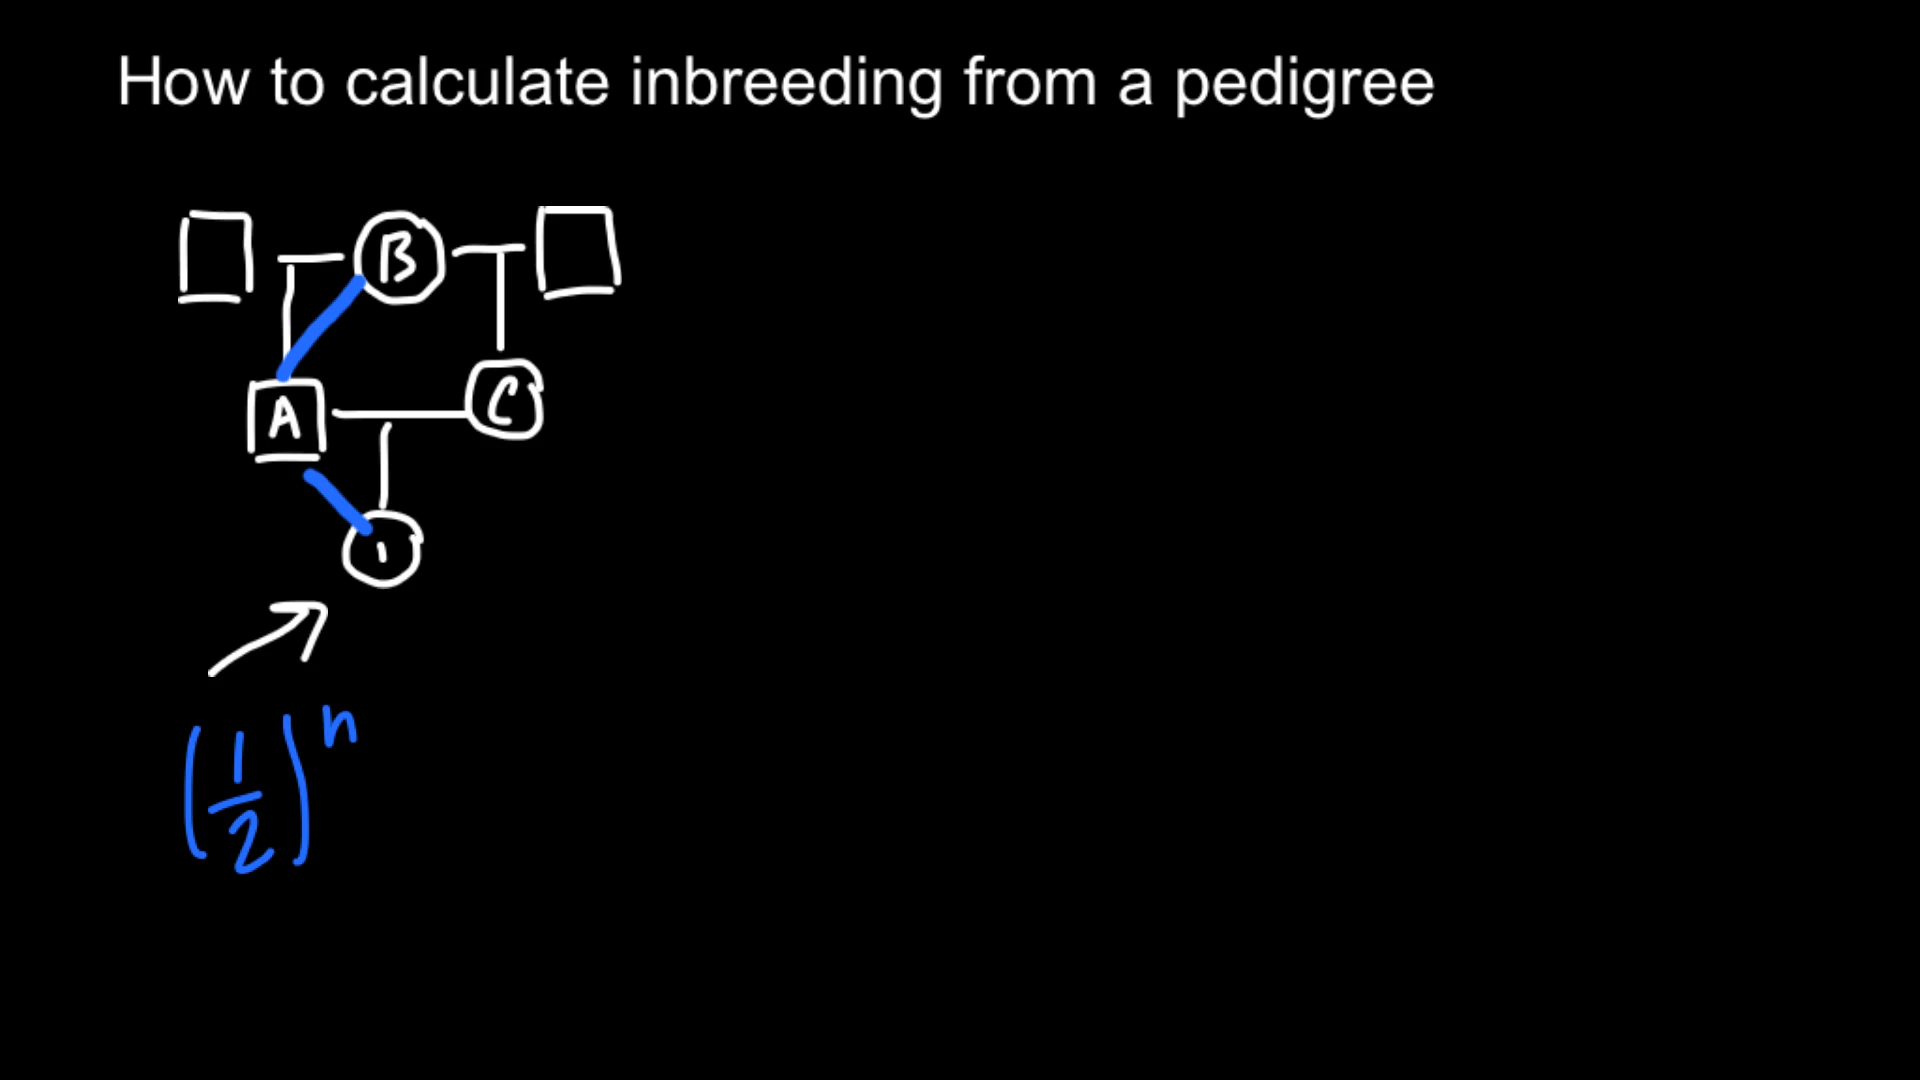 How to calculate inbreeding from a pedigree
B
A C
1
(1/2)^n